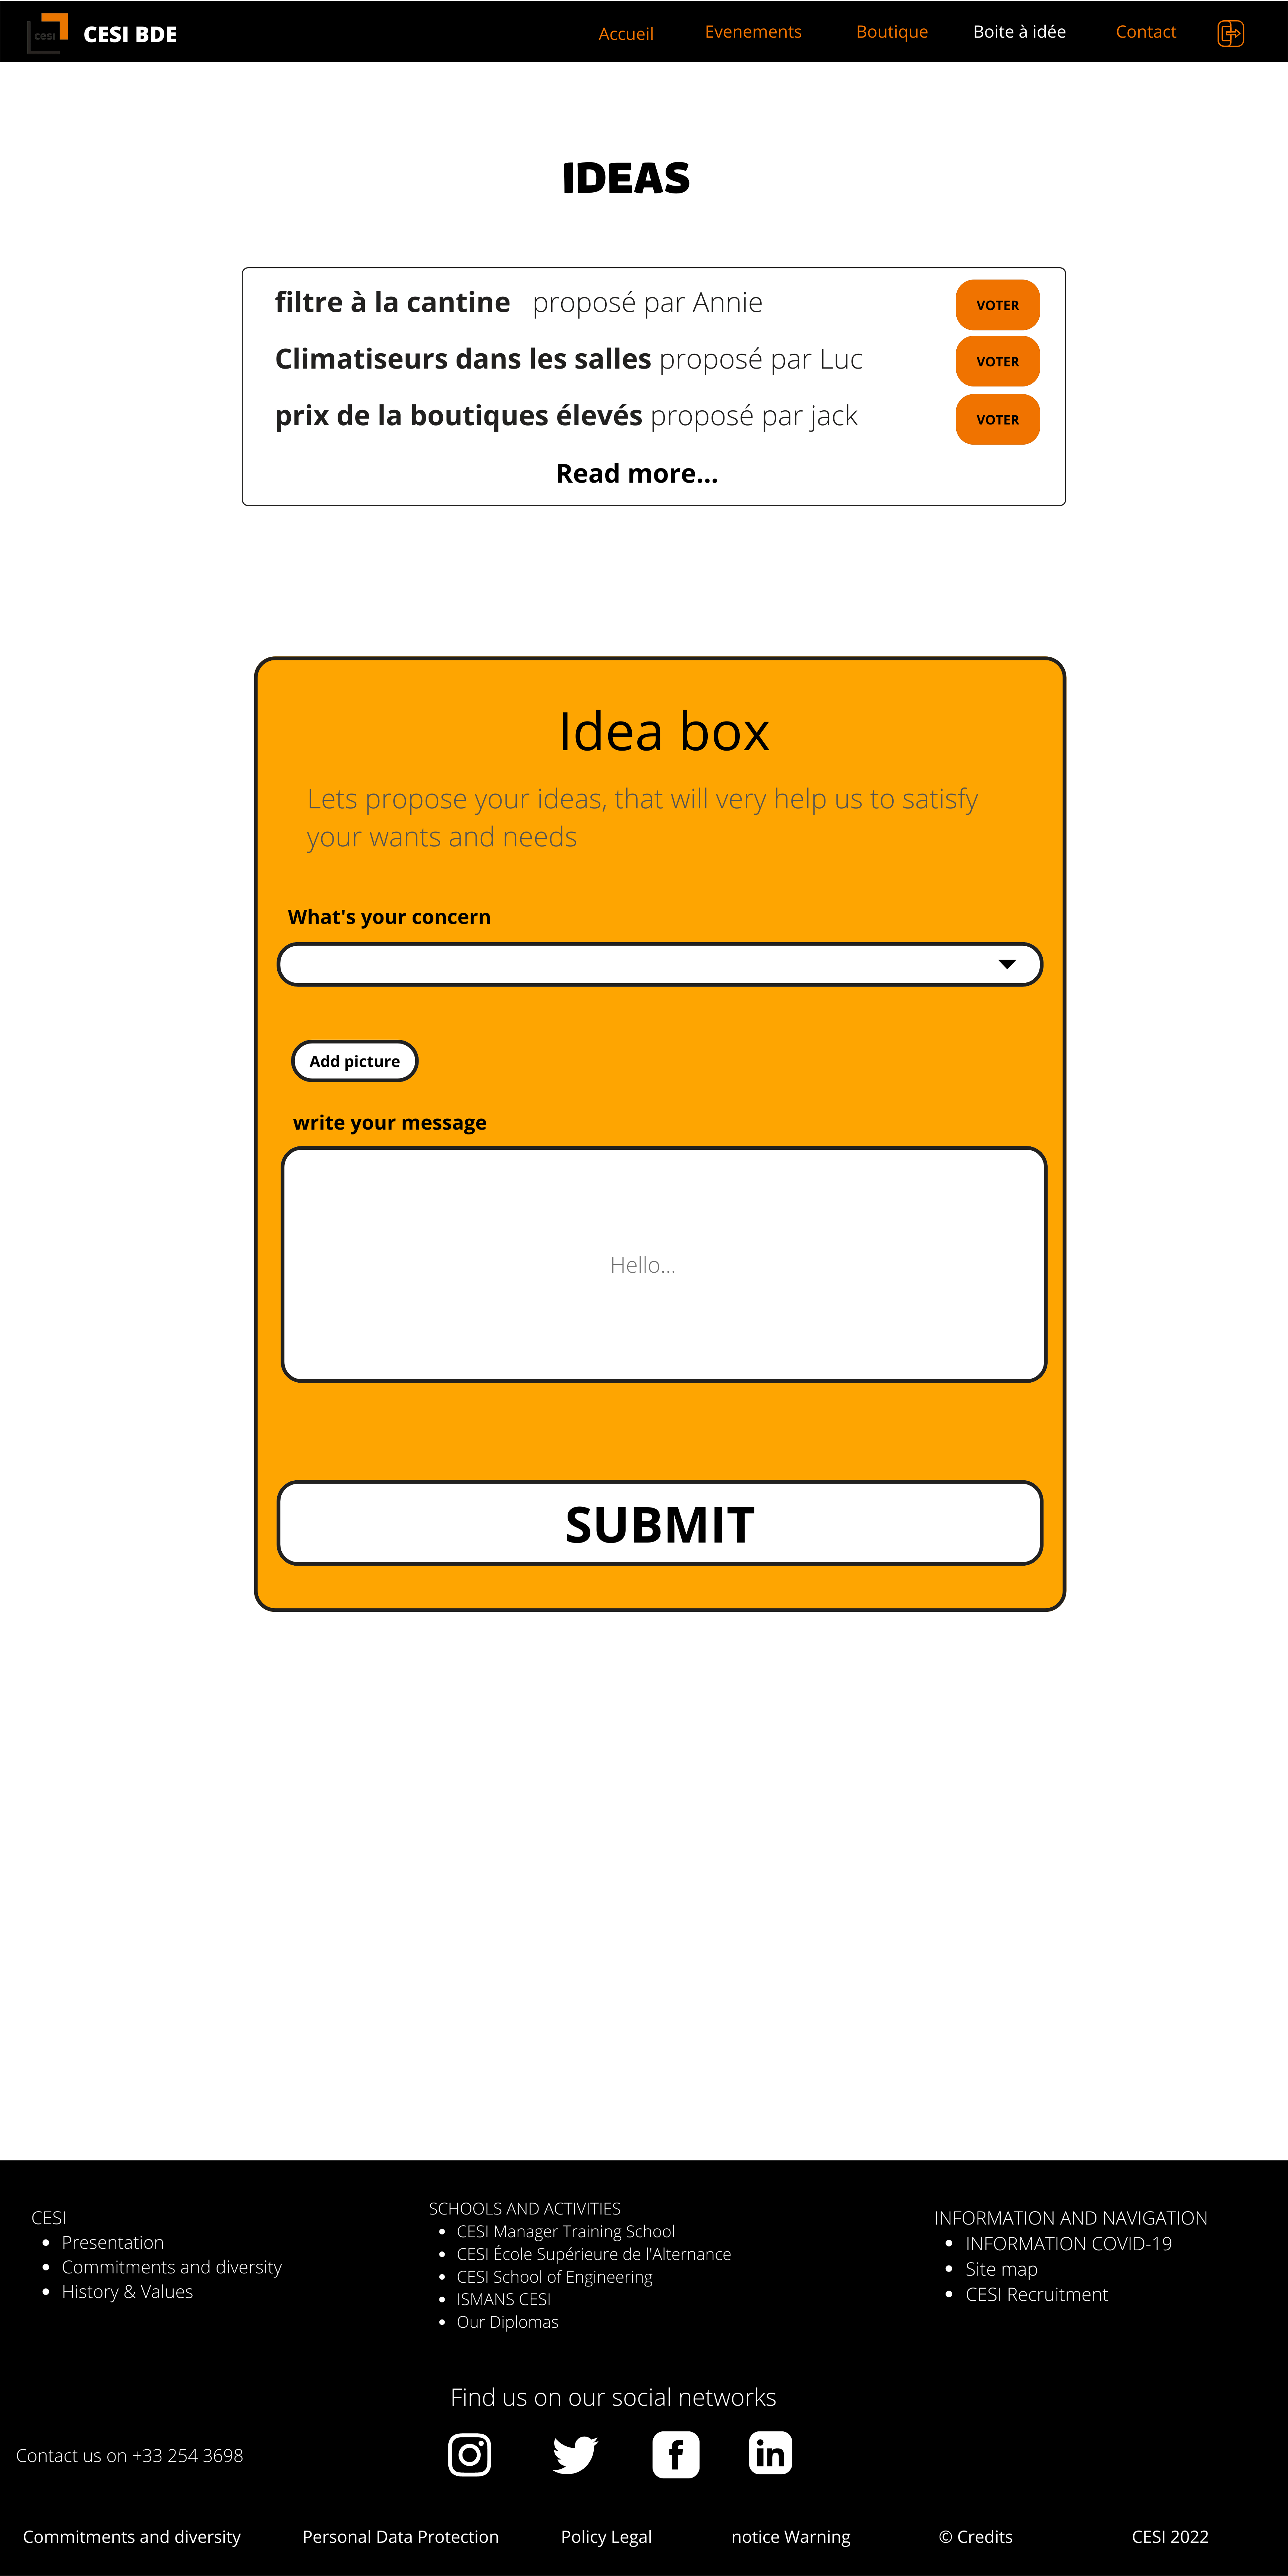 cesi
CESI BDE
Accueil
Evenements
Boutique
Boite à idée
Contact
IDEAS
filtre à la cantine proposé par Annie
VOTER
Climatiseurs dans les salles proposé par Luc
VOTER
prix de la boutiques élevés proposé par jack
VOTER
Read more...
Idea box
Lets propose your ideas, that will very help us to satisfy
your wants and needs
What's your concern
Add picture
write your message
Hello...
SUBMIT
CESI
Presentation
Commitments and diversity
History & Values
SCHOOLS AND ACTIVITIES
CESI Manager Training School
CESI École Supérieure de l'Alternance
CESI School of Engineering
ISMANS CESI
Our Diplomas
INFORMATION AND NAVIGATION
INFORMATION COVID-19
Site map
CESI Recruitment
Find us on our social networks
Contact us on +33 254 3698
Commitments and diversity
Personal Data Protection
Policy Legal
notice Warning
© Credits
CESI 2022